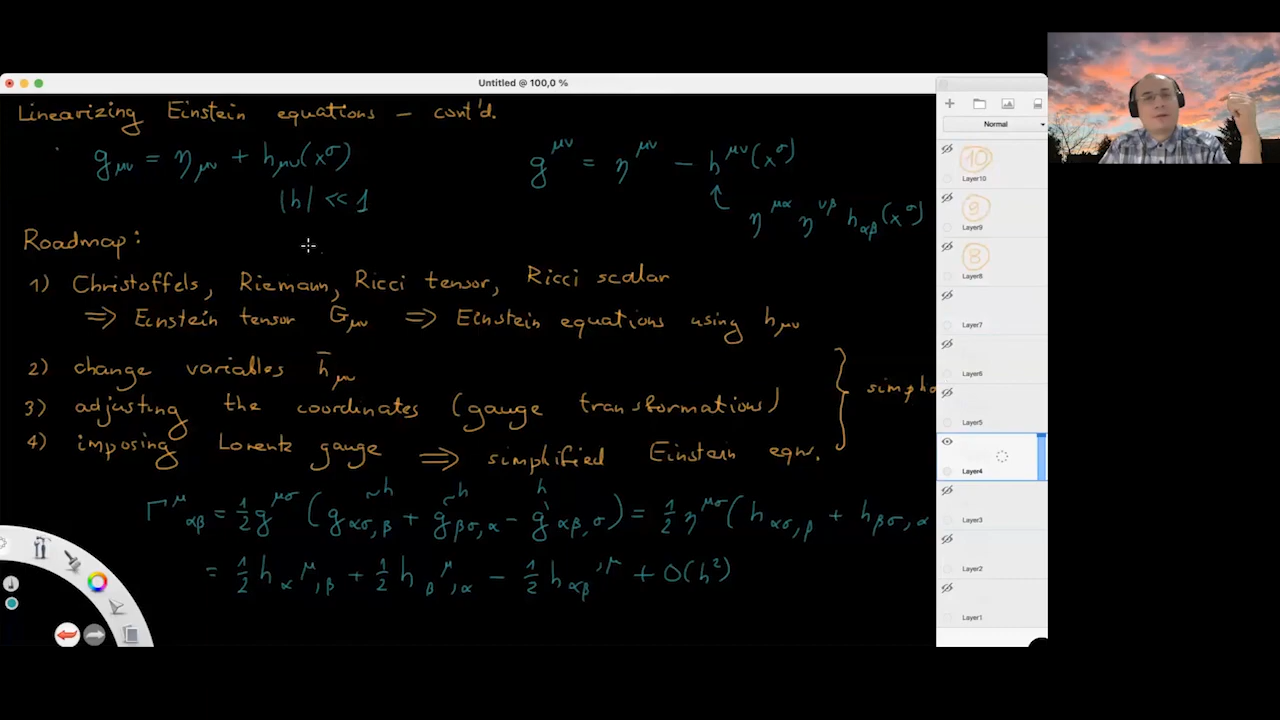 Untitled @ 100,0 %
Linearizing Einstein equations – cont'd.
g_μν = η_μν + h_μν(x^σ)
g^μν = η^μν − h^μν(x^σ)
|h| << 1
η^μα η^νβ h_αβ(x^σ)
Roadmap:
1) Christoffels, Riemann, Ricci tensor, Ricci scalar
⇒ Einstein tensor G_μν ⇒ Einstein equations using h_μν
2) change variables h̄_μν
3) adjusting the coordinates (gauge transformations)
4) imposing Lorentz gauge ⇒ simplified Einstein eqn.
~h ~h h
Γ^μ_αβ = 1/2 g^μσ (g_ασ,β + g_βσ,α − g_αβ,σ) = 1/2 η^μσ (h_ασ,β + h_βσ,α
= 1/2 h_α^μ,β + 1/2 h_β^μ,α − 1/2 h_αβ^,μ + O(h²)
Normal
10
Layer10
9
Layer9
8
Layer8
Layer7
Layer6
Layer5
Layer4
Layer3
Layer2
Layer1